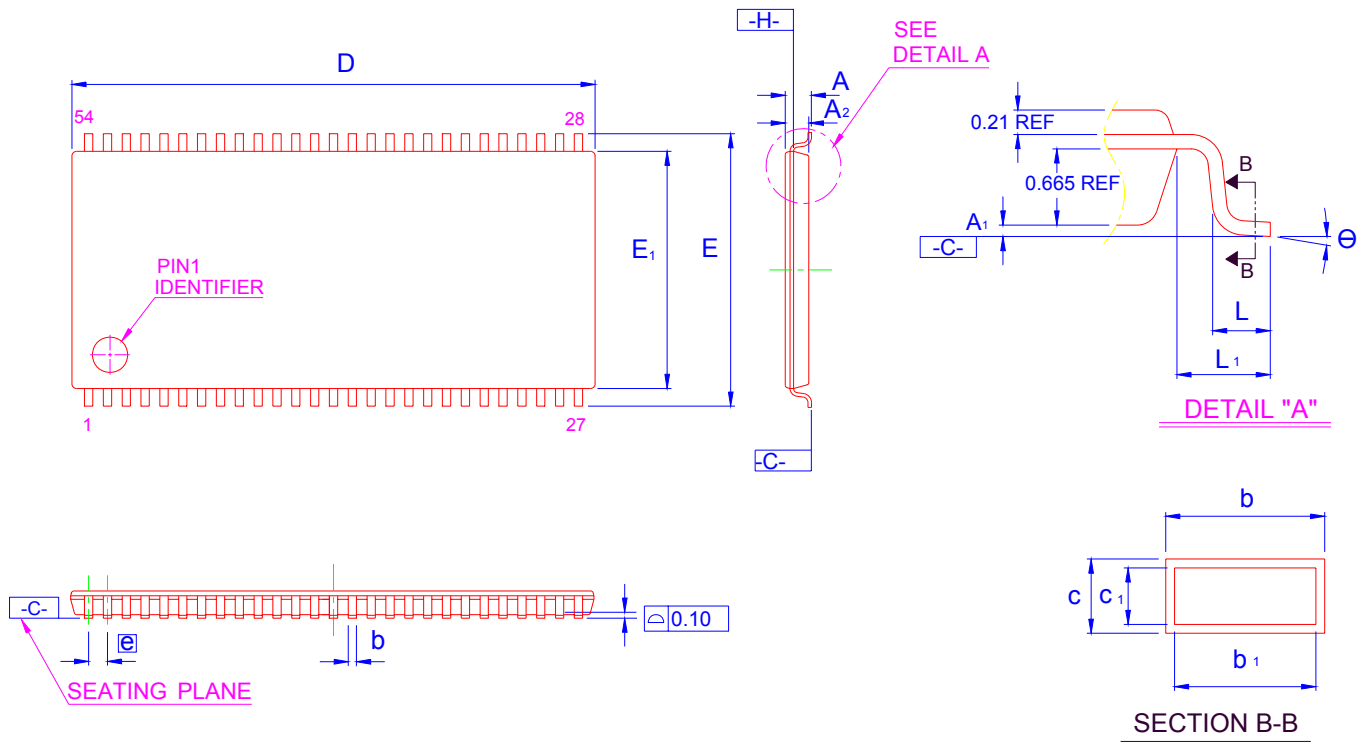 -H-
SEE
DETAIL A
D
A
A2
54
28
0.21 REF
B
0.665 REF
A1
-C-
Θ
B
E1
E
PIN1
IDENTIFIER
L
L1
1
27
DETAIL "A"
-C-
b
c
c1
b1
-C-
0.10
e
b
SEATING PLANE
SECTION B-B